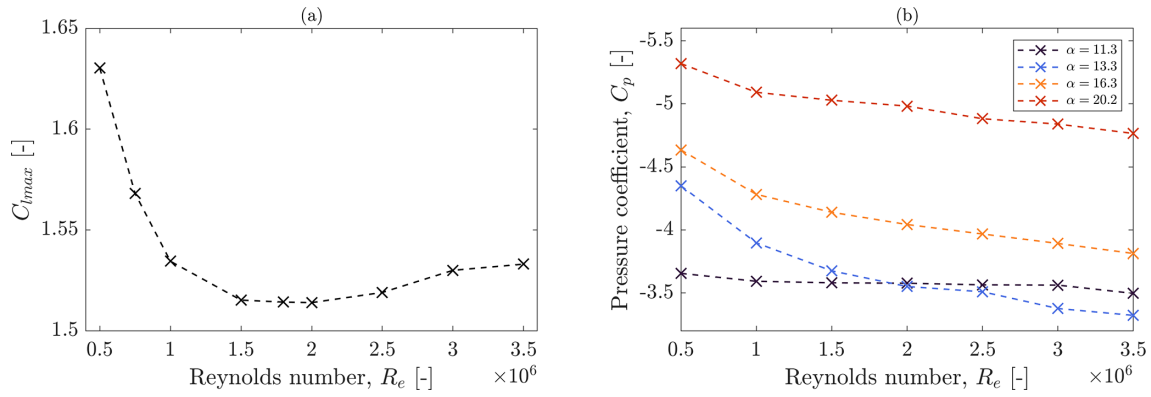 (a)
1.65
1.6
1.55
1.5
C_{lmax} [-]
0.5 1 1.5 2 2.5 3 3.5
Reynolds number, R_e [-] ×10^6
(b)
-5.5
-5
-4.5
-4
-3.5
Pressure coefficient, C_p [-]
α = 11.3
α = 13.3
α = 16.3
α = 20.2
0.5 1 1.5 2 2.5 3 3.5
Reynolds number, R_e [-] ×10^6